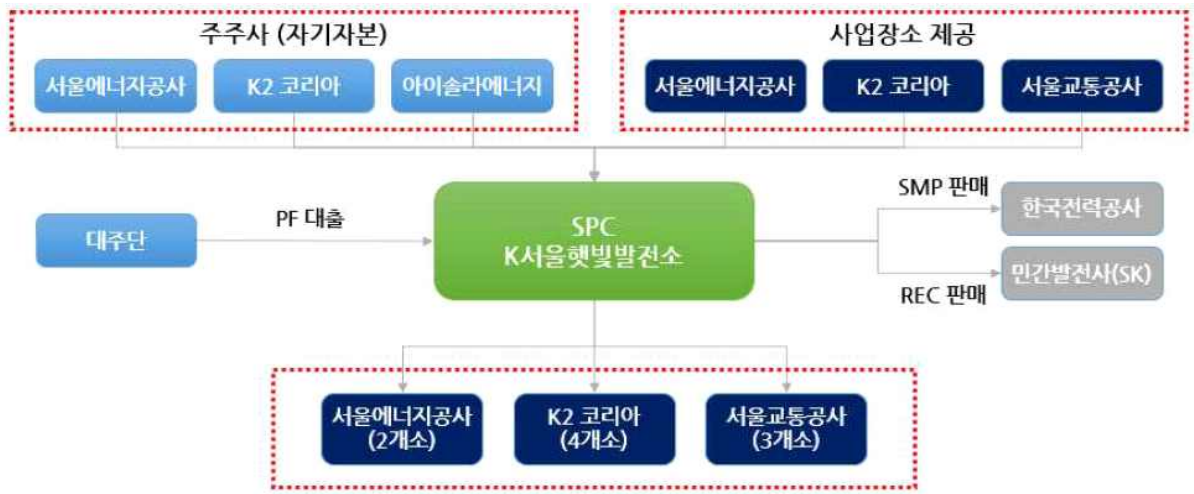 주주사 (자기자본)
서울에너지공사
K2 코리아
아이솔라에너지
사업장소 제공
서울에너지공사
K2 코리아
서울교통공사
대주단
PF 대출
SPC
K서울햇빛발전소
SMP 판매
한국전력공사
민간발전사(SK)
REC 판매
서울에너지공사
(2개소)
K2 코리아
(4개소)
서울교통공사
(3개소)